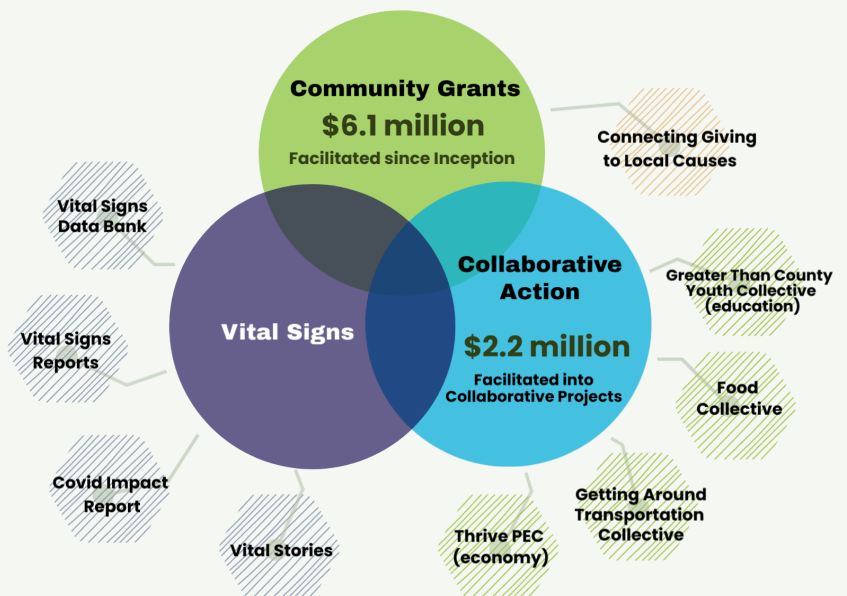 Community Grants
$6.1 million
Facilitated since Inception
Connecting Giving
to Local Causes
Vital Signs
Data Bank
Collaborative
Action
Greater Than County
Youth Collective
(education)
Vital Signs
$2.2 million
Facilitated into
Collaborative Projects
Vital Signs
Reports
Food
Collective
Covid Impact
Report
Getting Around
Transportation
Collective
Vital Stories
Thrive PEC
(economy)